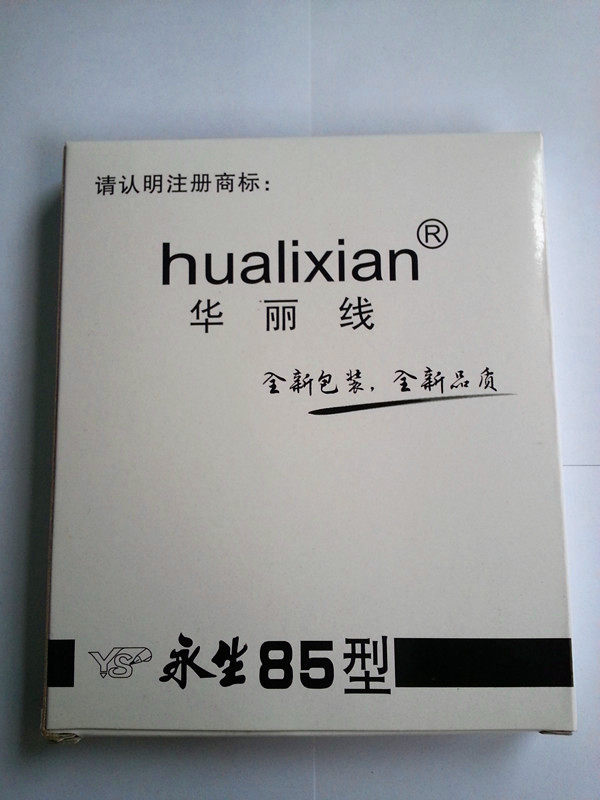 请认明注册商标：
hualixian®
华丽线
全新包装，全新品质
YS 永生85型